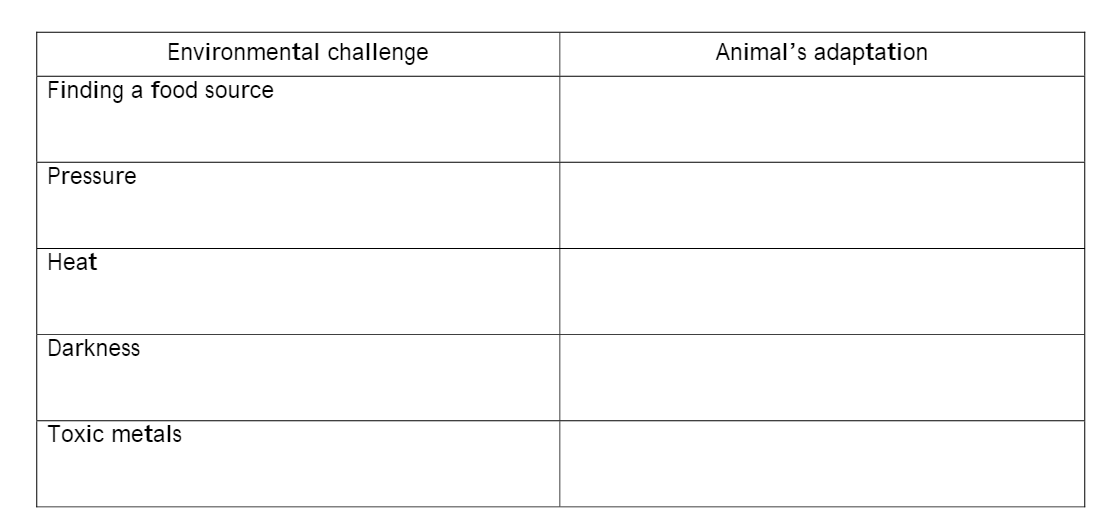 Environmental challenge
Animal's adaptation
Finding a food source
Pressure
Heat
Darkness
Toxic metals